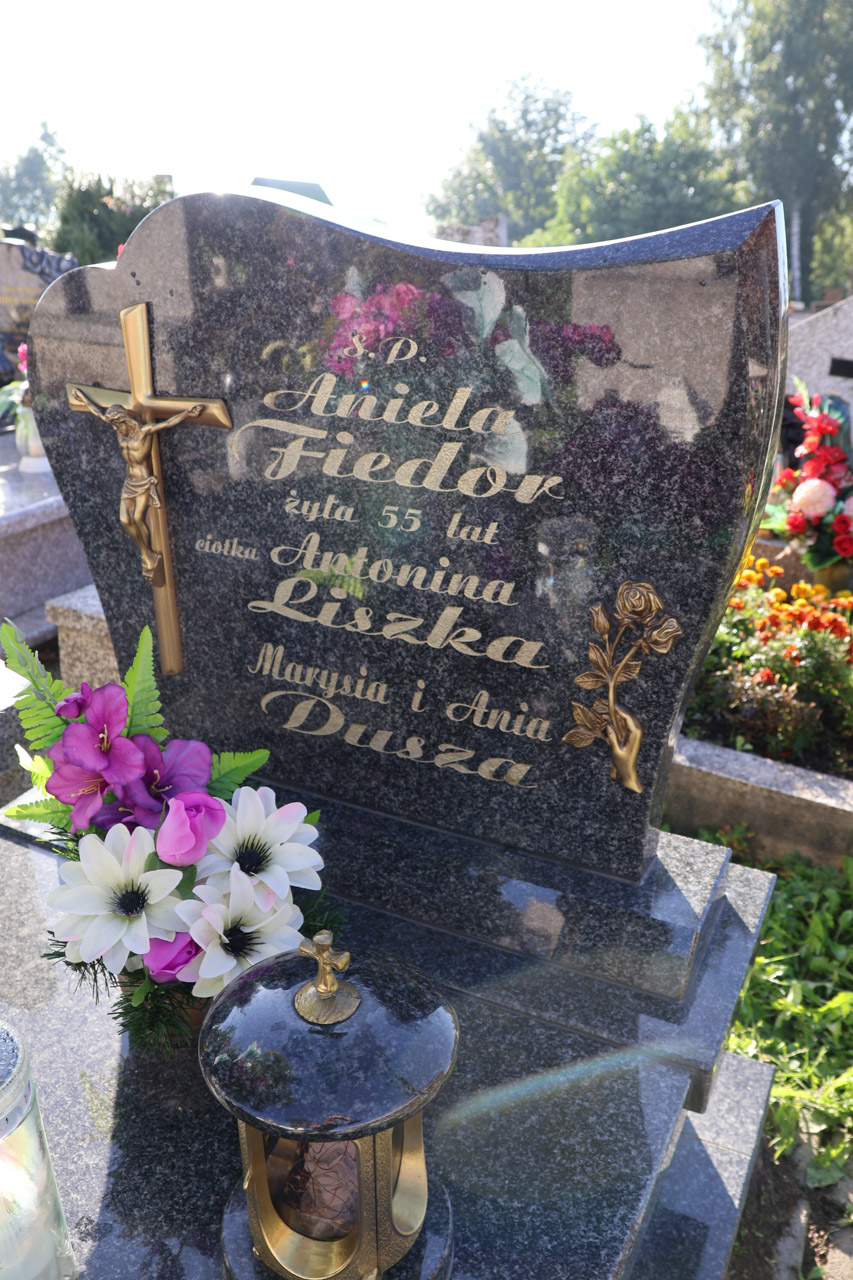 Ś.P.
Aniela
Fiedor
żyła 55 lat
ciotka Antonina
Liszka
Marysia i Ania
Dusza